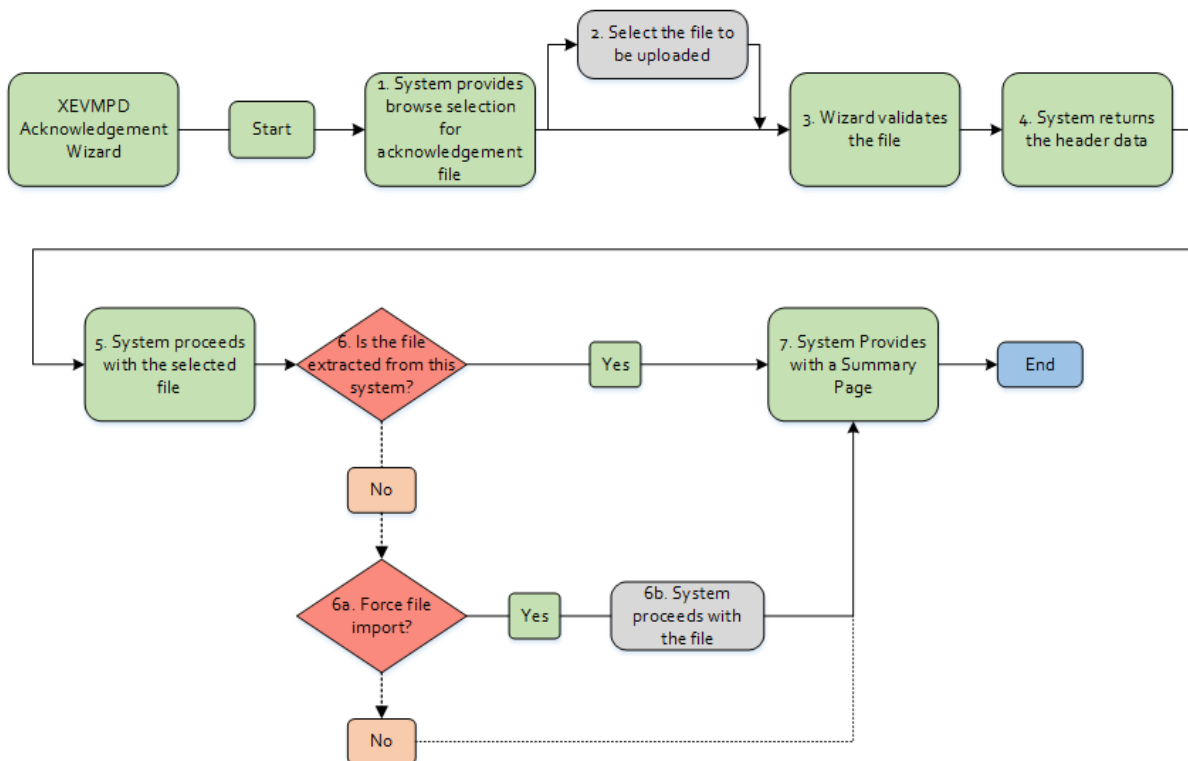 2. Select the file to
be uploaded
XEVMPD
Acknowledgement
Wizard
Start
1. System provides
browse selection
for
acknowledgement
file
3. Wizard validates
the file
4. System returns
the header data
5. System proceeds
with the selected
file
6. Is the file
extracted from this
system?
Yes
7. System Provides
with a Summary
Page
End
No
6a. Force file
import?
Yes
6b. System
proceeds with
the file
No